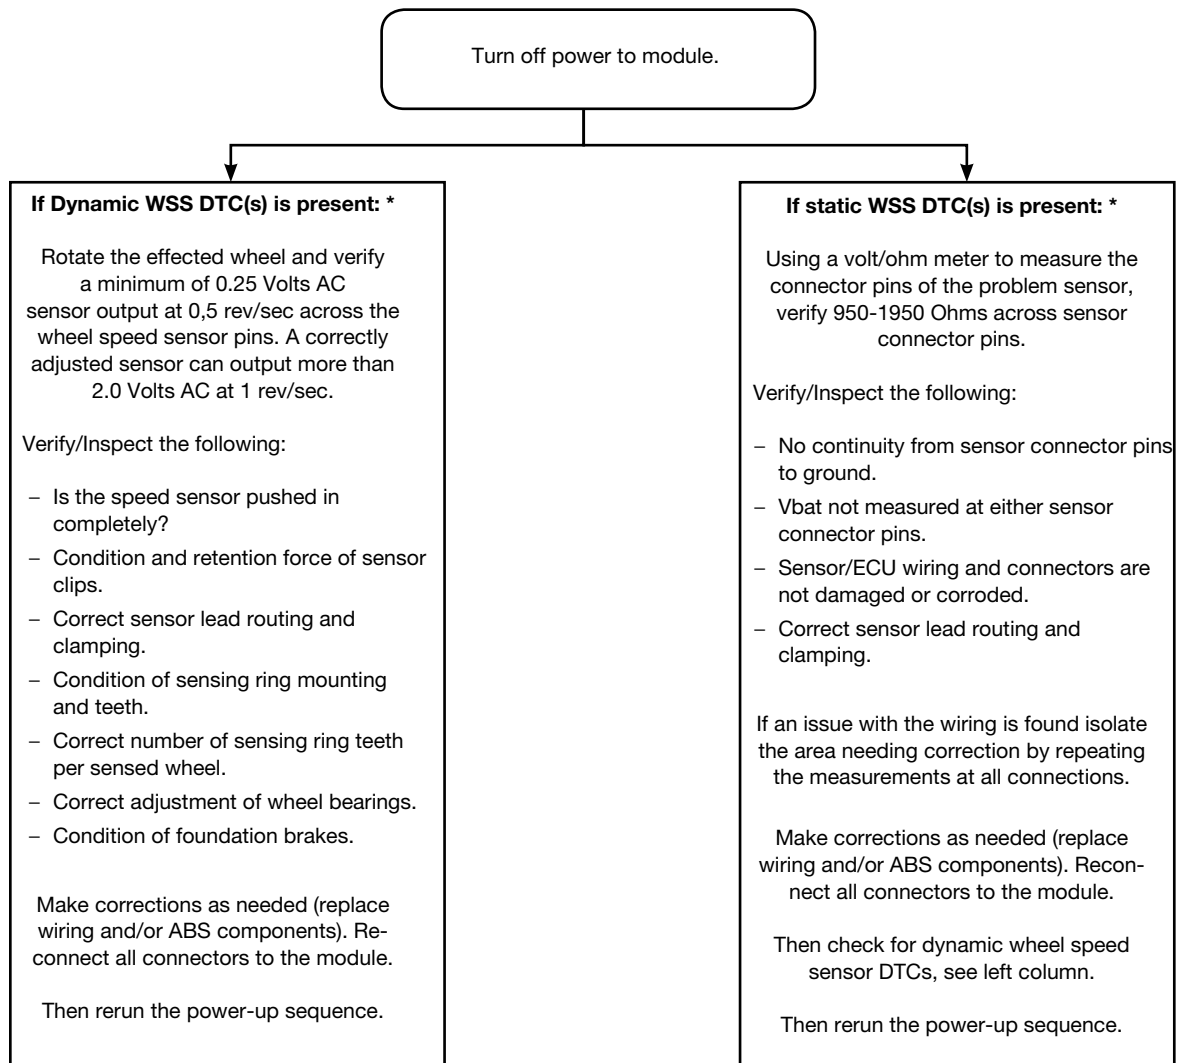 Turn off power to module.
If Dynamic WSS DTC(s) is present: *
Rotate the effected wheel and verify
a minimum of 0.25 Volts AC
sensor output at 0,5 rev/sec across the
wheel speed sensor pins. A correctly
adjusted sensor can output more than
2.0 Volts AC at 1 rev/sec.
Verify/Inspect the following:
– Is the speed sensor pushed in
completely?
– Condition and retention force of sensor
clips.
– Correct sensor lead routing and
clamping.
– Condition of sensing ring mounting
and teeth.
– Correct number of sensing ring teeth
per sensed wheel.
– Correct adjustment of wheel bearings.
– Condition of foundation brakes.
Make corrections as needed (replace
wiring and/or ABS components). Re-
connect all connectors to the module.
Then rerun the power-up sequence.
If static WSS DTC(s) is present: *
Using a volt/ohm meter to measure the
connector pins of the problem sensor,
verify 950-1950 Ohms across sensor
connector pins.
Verify/Inspect the following:
– No continuity from sensor connector pins
to ground.
– Vbat not measured at either sensor
connector pins.
– Sensor/ECU wiring and connectors are
not damaged or corroded.
– Correct sensor lead routing and
clamping.
If an issue with the wiring is found isolate
the area needing correction by repeating
the measurements at all connections.
Make corrections as needed (replace
wiring and/or ABS components). Recon-
nect all connectors to the module.
Then check for dynamic wheel speed
sensor DTCs, see left column.
Then rerun the power-up sequence.